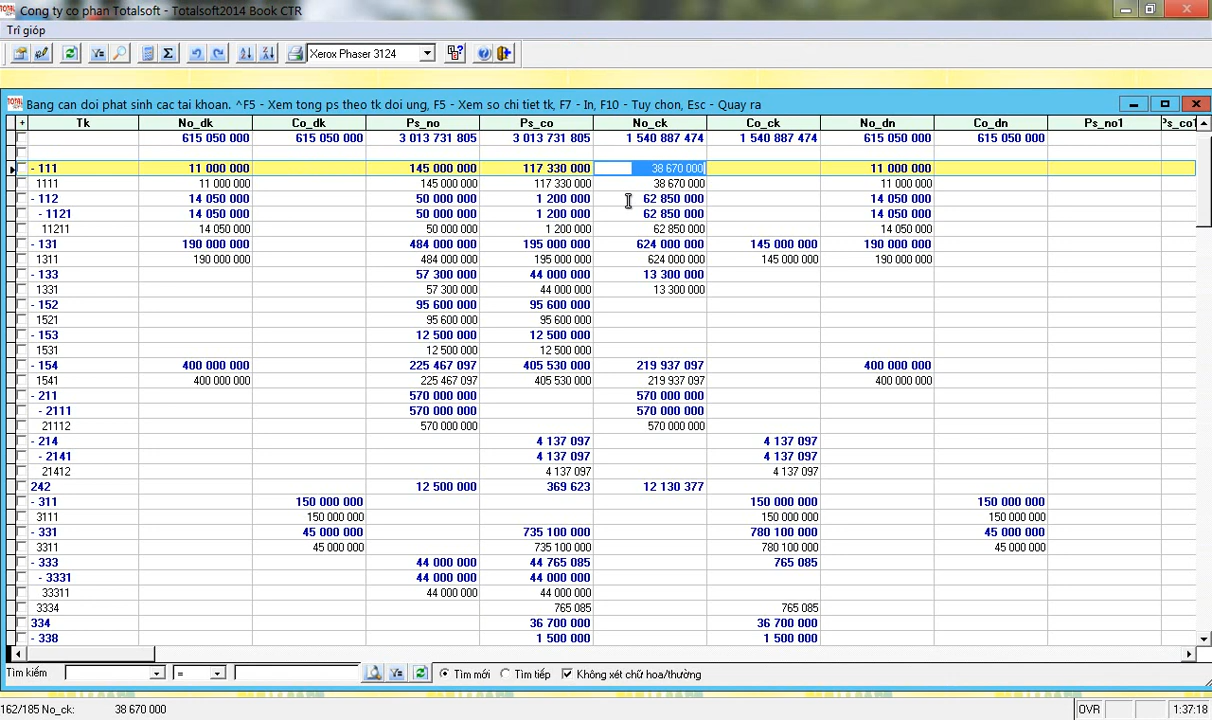 Cong ty co phan Totalsoft - Totalsoft2014 Book CTR
Trî gióp
Xerox Phaser 3124
Bang can doi phat sinh cac tai khoan. ^F5 - Xem tong ps theo tk doi ung, F5 - Xem so chi tiet tk, F7 - In, F10 - Tuy chon, Esc - Quay ra
+ Tk No_dk Co_dk Ps_no Ps_co No_ck Co_ck No_dn Co_dn Ps_no1 Ps_co1
615 050 000 615 050 000 3 013 731 805 3 013 731 805 1 540 887 474 1 540 887 474 615 050 000 615 050 000
- 111 11 000 000 145 000 000 117 330 000 38 670 000 11 000 000
1111 11 000 000 145 000 000 117 330 000 38 670 000 11 000 000
- 112 14 050 000 50 000 000 1 200 000 62 850 000 14 050 000
- 1121 14 050 000 50 000 000 1 200 000 62 850 000 14 050 000
11211 14 050 000 50 000 000 1 200 000 62 850 000 14 050 000
- 131 190 000 000 484 000 000 195 000 000 624 000 000 145 000 000 190 000 000
1311 190 000 000 484 000 000 195 000 000 624 000 000 145 000 000 190 000 000
- 133 57 300 000 44 000 000 13 300 000
1331 57 300 000 44 000 000 13 300 000
- 152 95 600 000 95 600 000
1521 95 600 000 95 600 000
- 153 12 500 000 12 500 000
1531 12 500 000 12 500 000
- 154 400 000 000 225 467 097 405 530 000 219 937 097 400 000 000
1541 400 000 000 225 467 097 405 530 000 219 937 097 400 000 000
- 211 570 000 000 570 000 000
- 2111 570 000 000 570 000 000
21112 570 000 000 570 000 000
- 214 4 137 097 4 137 097
- 2141 4 137 097 4 137 097
21412 4 137 097 4 137 097
242 12 500 000 369 623 12 130 377
- 311 150 000 000 150 000 000 150 000 000
3111 150 000 000 150 000 000 150 000 000
- 331 45 000 000 735 100 000 780 100 000 45 000 000
3311 45 000 000 735 100 000 780 100 000 45 000 000
- 333 44 000 000 44 765 085 765 085
- 3331 44 000 000 44 000 000
33311 44 000 000 44 000 000
3334 765 085 765 085
334 36 700 000 36 700 000
- 338 1 500 000 1 500 000
Tìm kiếm = Tìm mới Tìm tiếp Không xét chữ hoa/thường
162/185 No_ck: 38 670 000 OVR 1:37:18